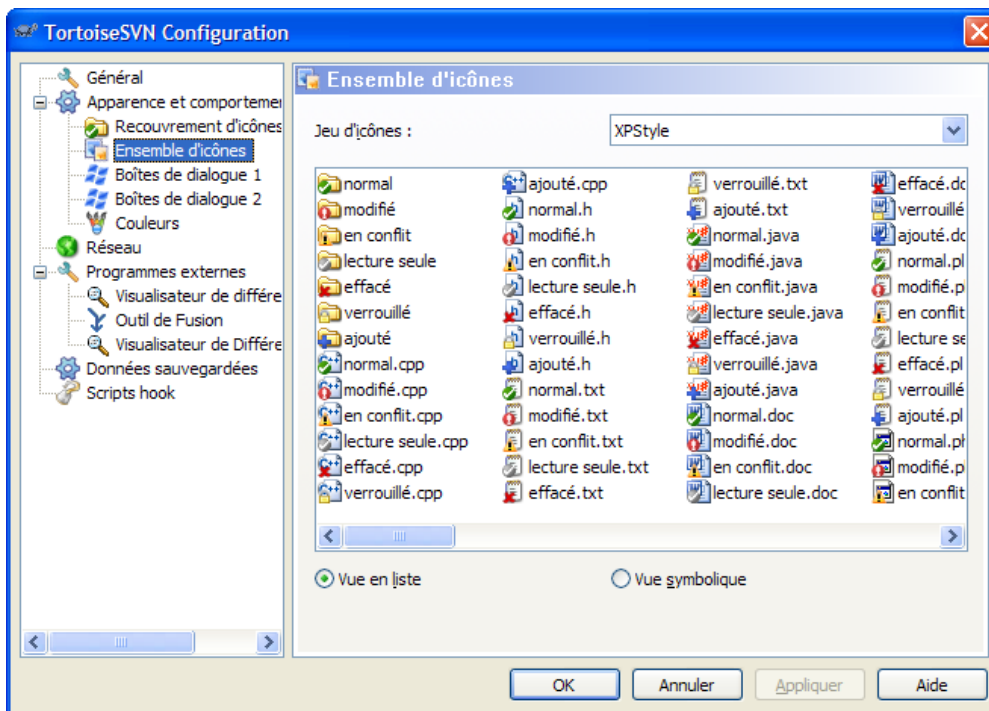 TortoiseSVN Configuration
Général
Apparence et comportemen
Recouvrement d'icônes
Ensemble d'icônes
Boîtes de dialogue 1
Boîtes de dialogue 2
Couleurs
Réseau
Programmes externes
Visualisateur de différe
Outil de Fusion
Visualisateur de Différe
Données sauvegardées
Scripts hook
Ensemble d'icônes
Jeu d'icônes :
XPStyle
normal
modifié
en conflit
lecture seule
effacé
verrouillé
ajouté
normal.cpp
modifié.cpp
en conflit.cpp
lecture seule.cpp
effacé.cpp
verrouillé.cpp
ajouté.cpp
normal.h
modifié.h
en conflit.h
lecture seule.h
effacé.h
verrouillé.h
ajouté.h
normal.txt
modifié.txt
en conflit.txt
lecture seule.txt
effacé.txt
verrouillé.txt
ajouté.txt
normal.java
modifié.java
en conflit.java
lecture seule.java
effacé.java
verrouillé.java
ajouté.java
normal.doc
modifié.doc
en conflit.doc
lecture seule.doc
effacé.dc
verrouillé
ajouté.dc
normal.pl
modifié.p
en conflit
lecture se
effacé.pl
verrouillé
ajouté.pl
normal.ph
modifié.p
en conflit
Vue en liste
Vue symbolique
OK
Annuler
Appliquer
Aide